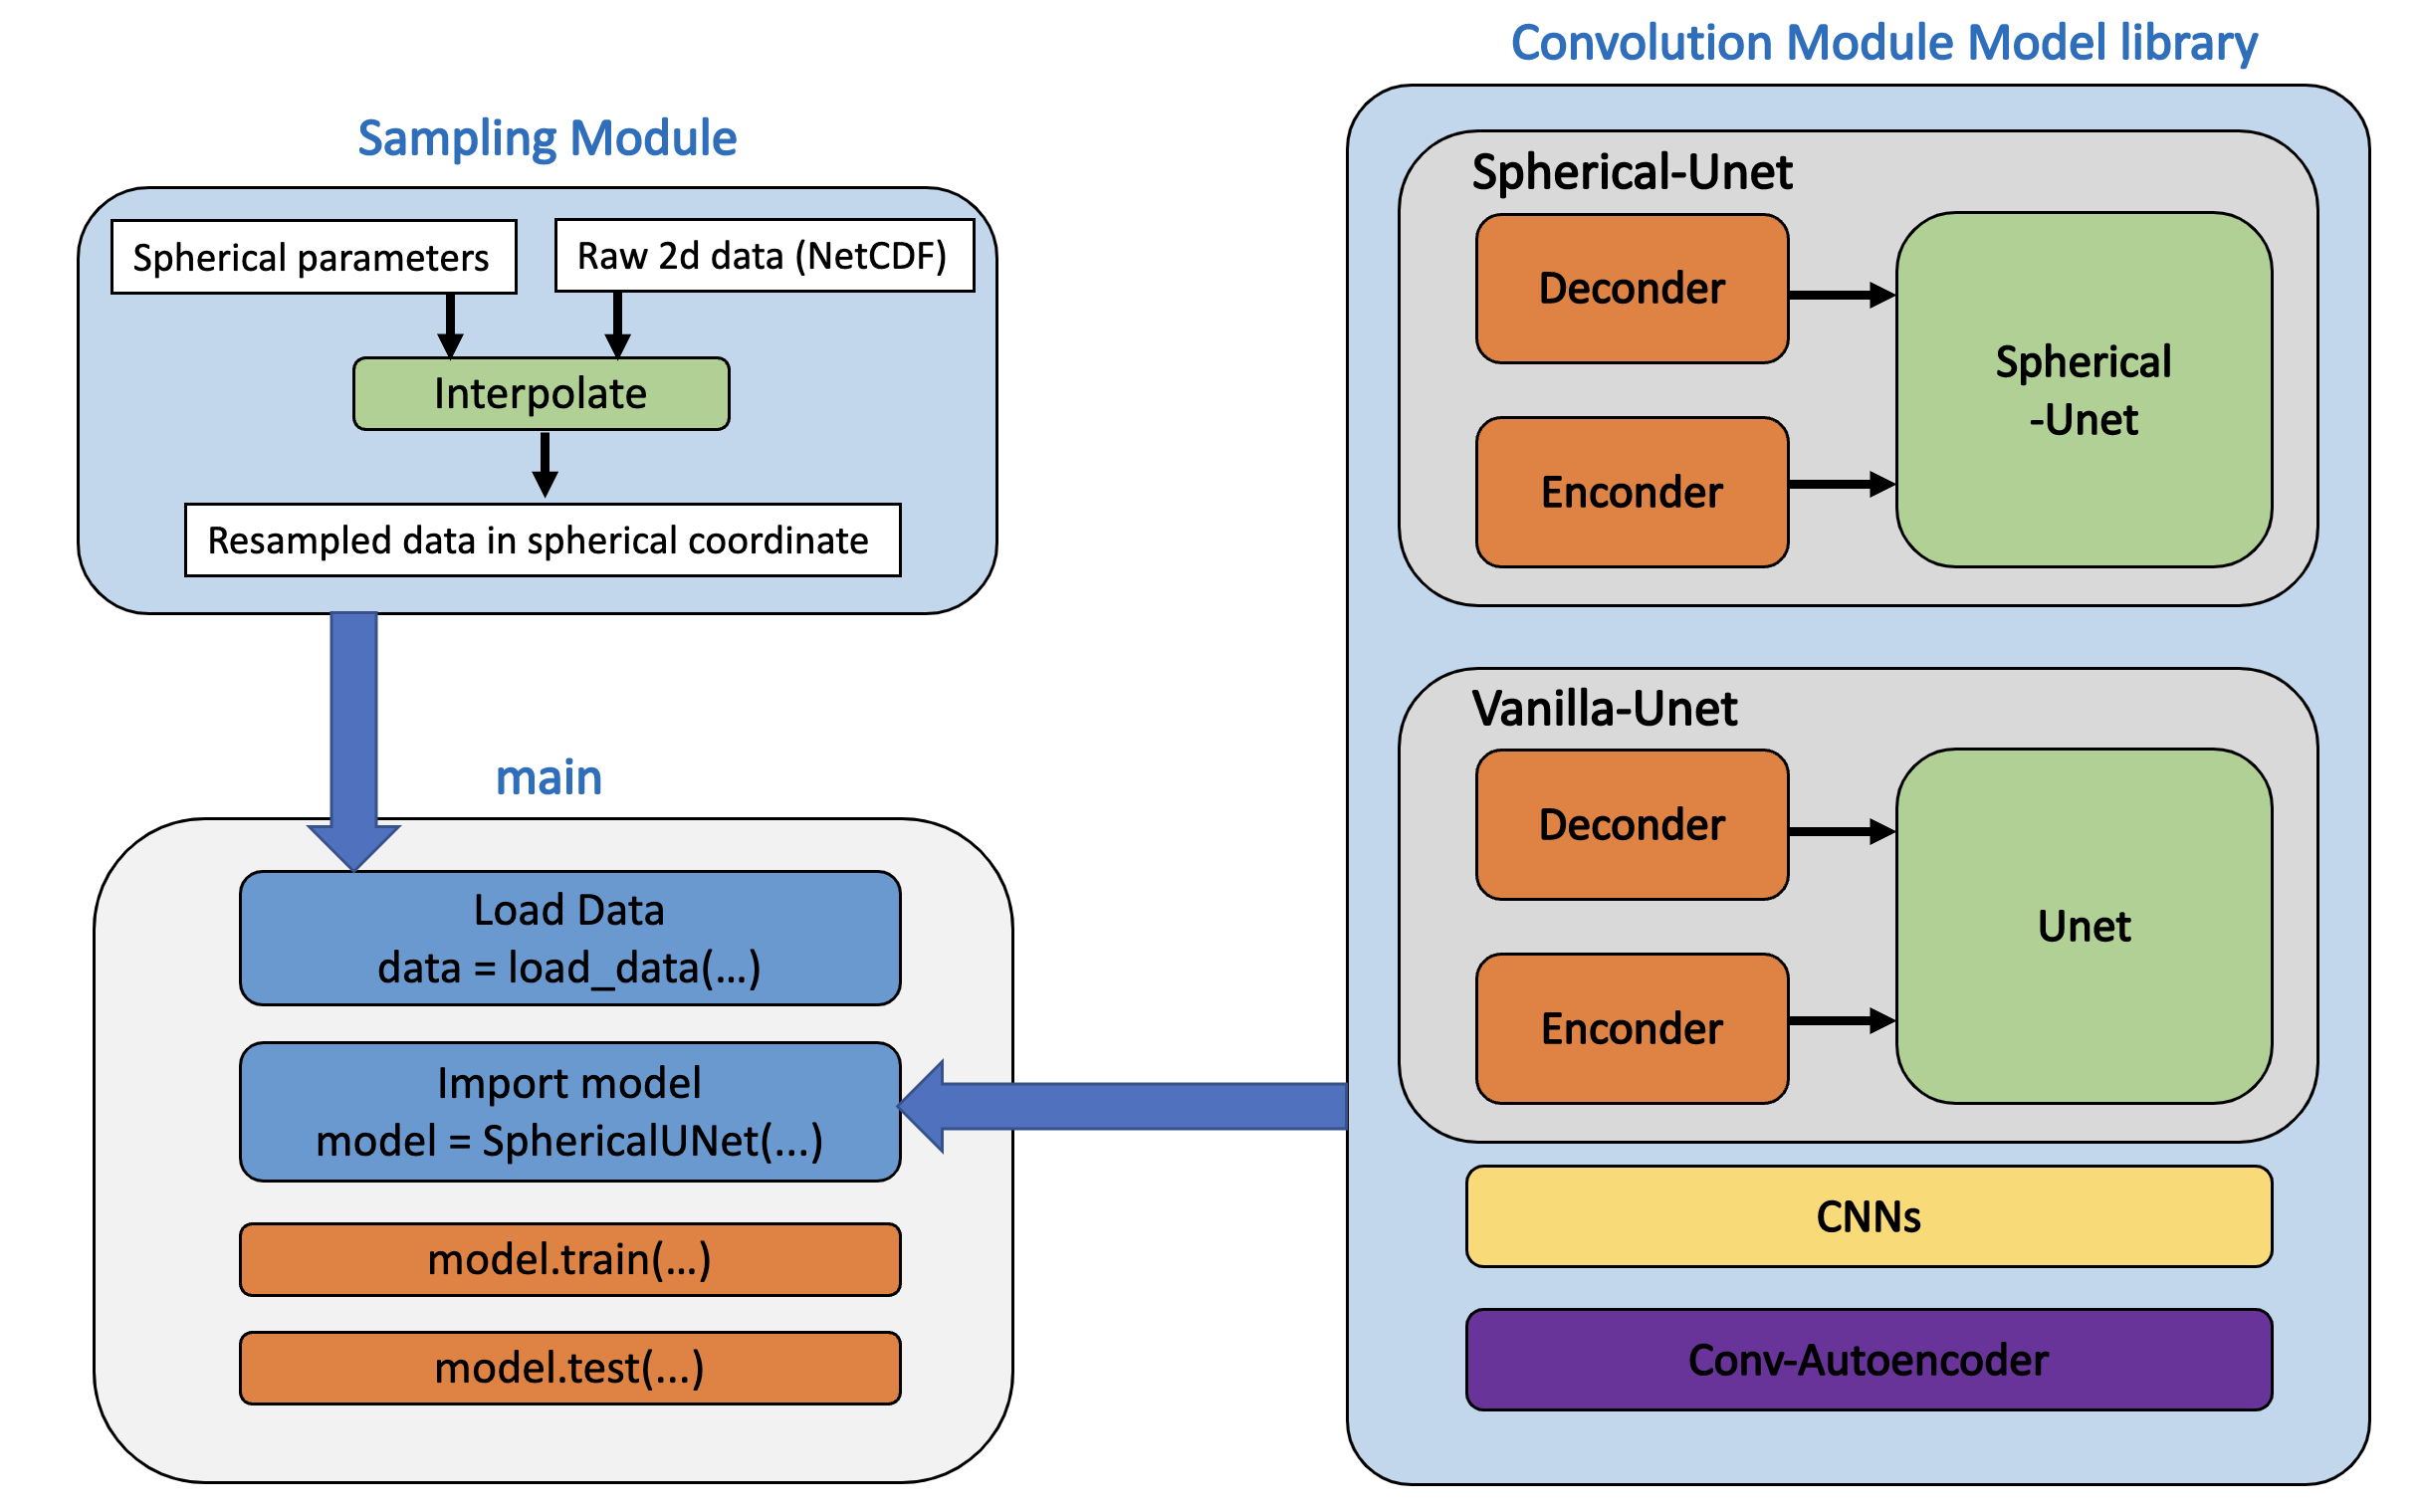 Sampling Module
Spherical parameters
Raw 2d data (NetCDF)
Interpolate
Resampled data in spherical coordinate
main
Load Data
data = load_data(...)
Import model
model = SphericalUNet(...)
model.train(...)
model.test(...)
Convolution Module Model library
Spherical-Unet
Deconder
Enconder
Spherical
-Unet
Vanilla-Unet
Deconder
Enconder
Unet
CNNs
Conv-Autoencoder